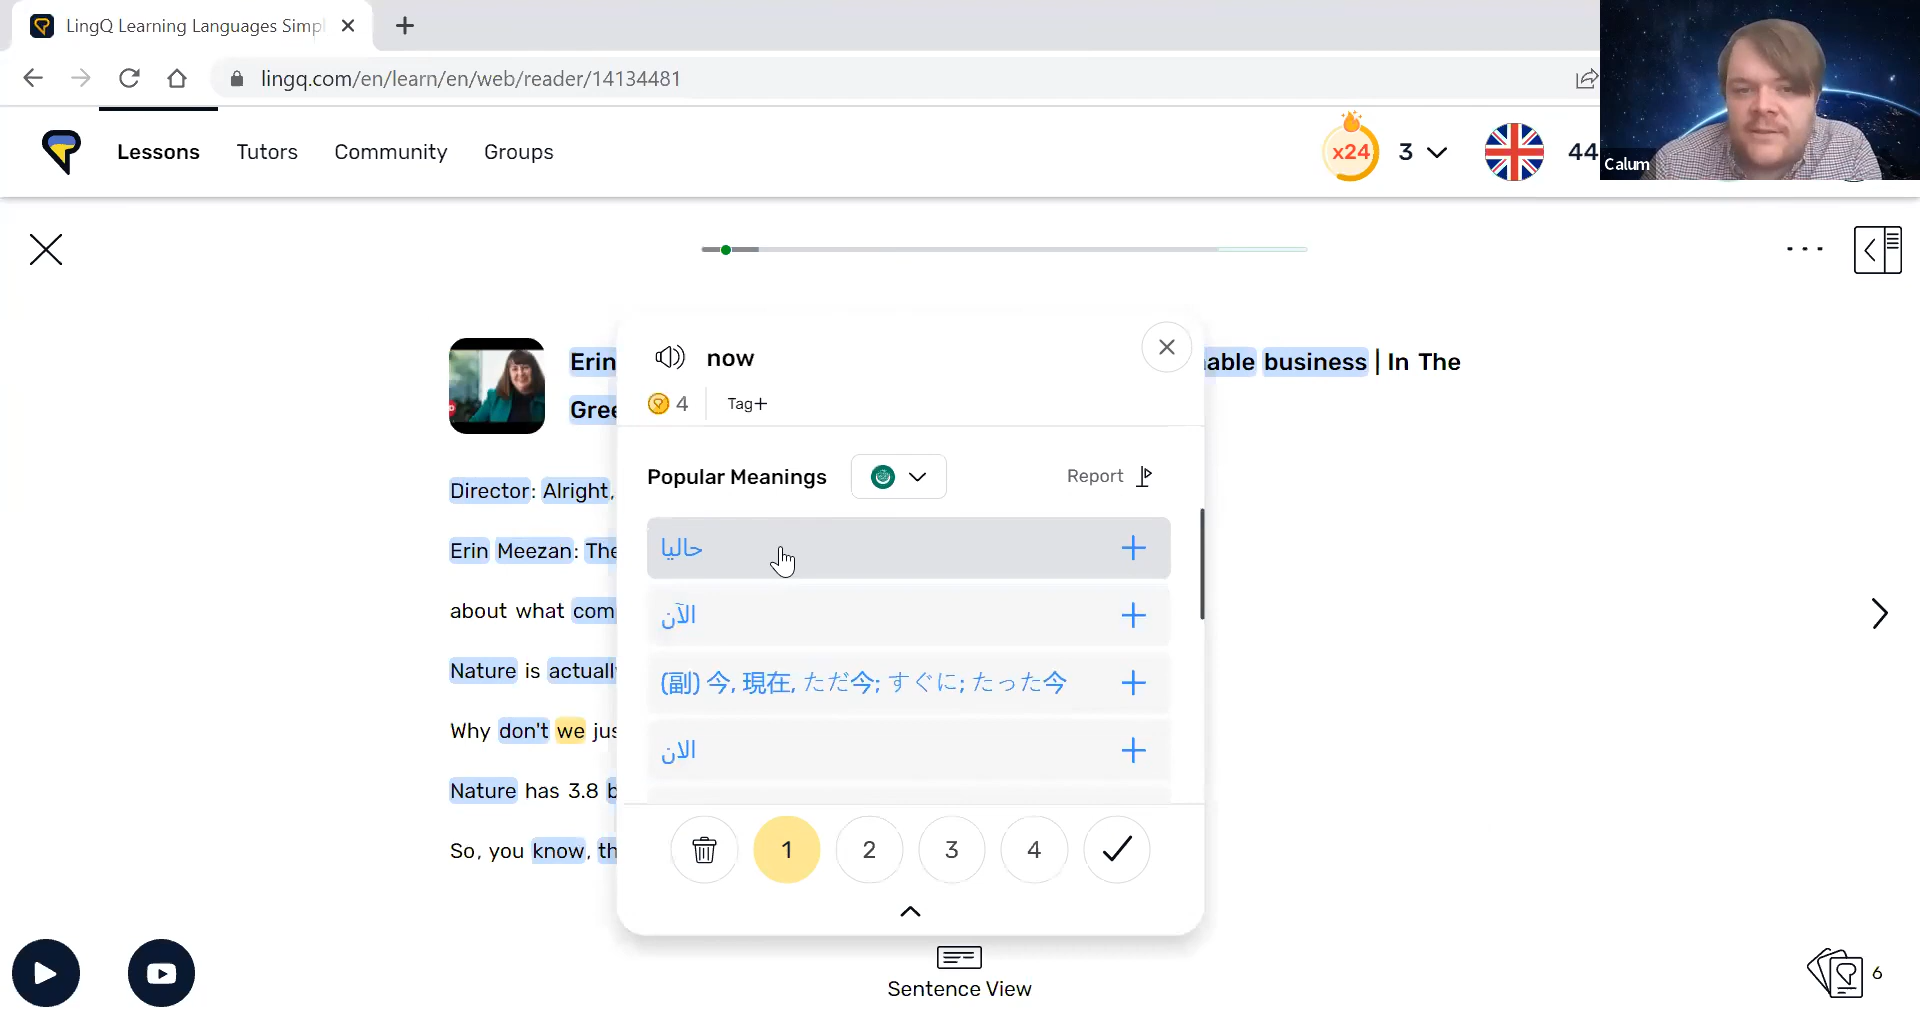 LingQ Learning Languages Simpl
lingq.com/en/learn/en/web/reader/14134481
Calum
Lessons Tutors Community Groups
x24 3 44
now
4 Tag+
Popular Meanings Report
حاليا
الآن
(副) 今, 現在, ただ今; すぐに; たった今
الان
1 2 3 4
Erin able business | In The
Gree
Director: Alright,
Erin Meezan: The
about what com
Nature is actuall
Why don't we jus
Nature has 3.8 b
So, you know, th
Sentence View
6